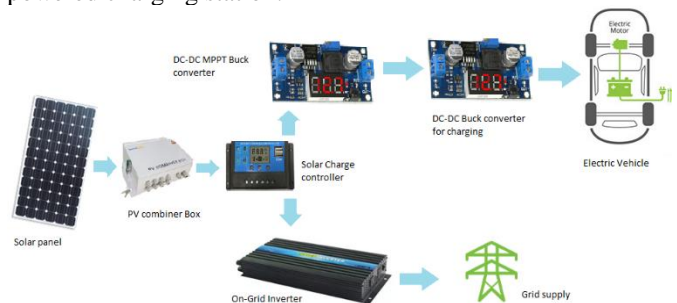 powered charging station.
DC-DC MPPT Buck
converter
Electric
Motor
DC-DC Buck converter
for charging
Electric Vehicle
Solar Charge
controller
PV combiner Box
Solar panel
On-Grid Inverter
Grid supply